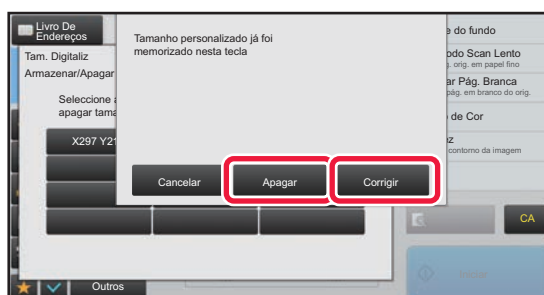 Livro De
Endereços
Tam. Digitaliz
Armazenar/Apagar
Seleccione
apagar
X297
Tamanho personalizado já foi
memorizado nesta tecla
Cancelar
Apagar
Corrigir
e do fundo
odo Scan Lento
orig. em papel fino
ar Pág. Branca
pág. em branco do orig.
de Cor
contorno da imagem
CA
Iniciar
Outros